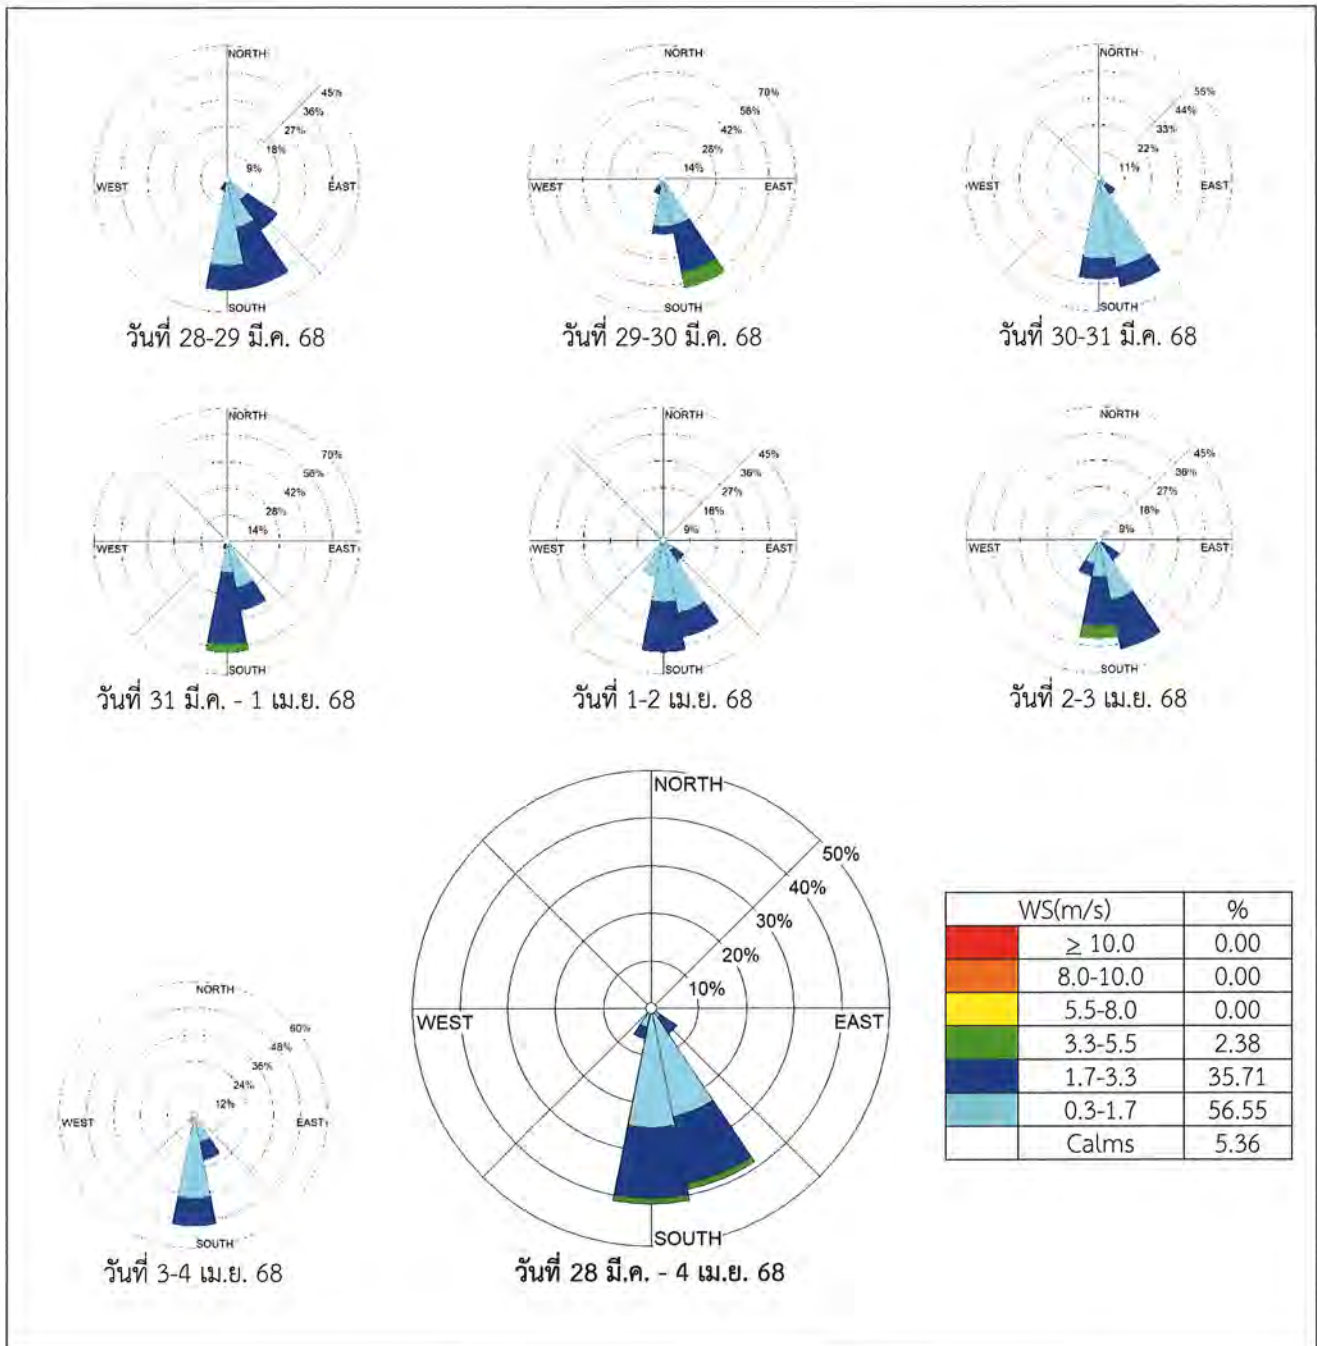 NORTH
45%
36%
27%
18%
9%
WEST
EAST
SOUTH
วันที่ 28-29 มี.ค. 68
NORTH
70%
56%
42%
28%
14%
WEST
EAST
SOUTH
วันที่ 29-30 มี.ค. 68
NORTH
55%
44%
33%
22%
11%
WEST
EAST
SOUTH
วันที่ 30-31 มี.ค. 68
NORTH
70%
56%
42%
28%
14%
WEST
EAST
SOUTH
วันที่ 31 มี.ค. - 1 เม.ย. 68
NORTH
45%
36%
27%
18%
9%
WEST
EAST
SOUTH
วันที่ 1-2 เม.ย. 68
NORTH
45%
36%
27%
18%
9%
WEST
EAST
SOUTH
วันที่ 2-3 เม.ย. 68
NORTH
60%
48%
36%
24%
12%
WEST
EAST
SOUTH
วันที่ 3-4 เม.ย. 68
NORTH
50%
40%
30%
20%
10%
WEST
EAST
SOUTH
วันที่ 28 มี.ค. - 4 เม.ย. 68
WS(m/s) %
≥ 10.0 0.00
8.0-10.0 0.00
5.5-8.0 0.00
3.3-5.5 2.38
1.7-3.3 35.71
0.3-1.7 56.55
Calms 5.36